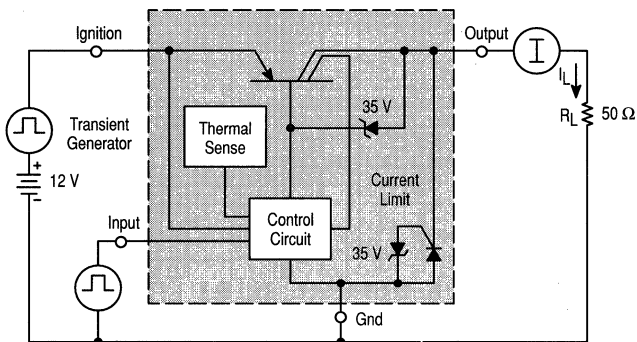 Ignition
Output
I
I_L
R_L
50 Ω
35 V
Thermal
Sense
Transient
Generator
+
12 V
-
Current
Limit
Input
Control
Circuit
35 V
Gnd